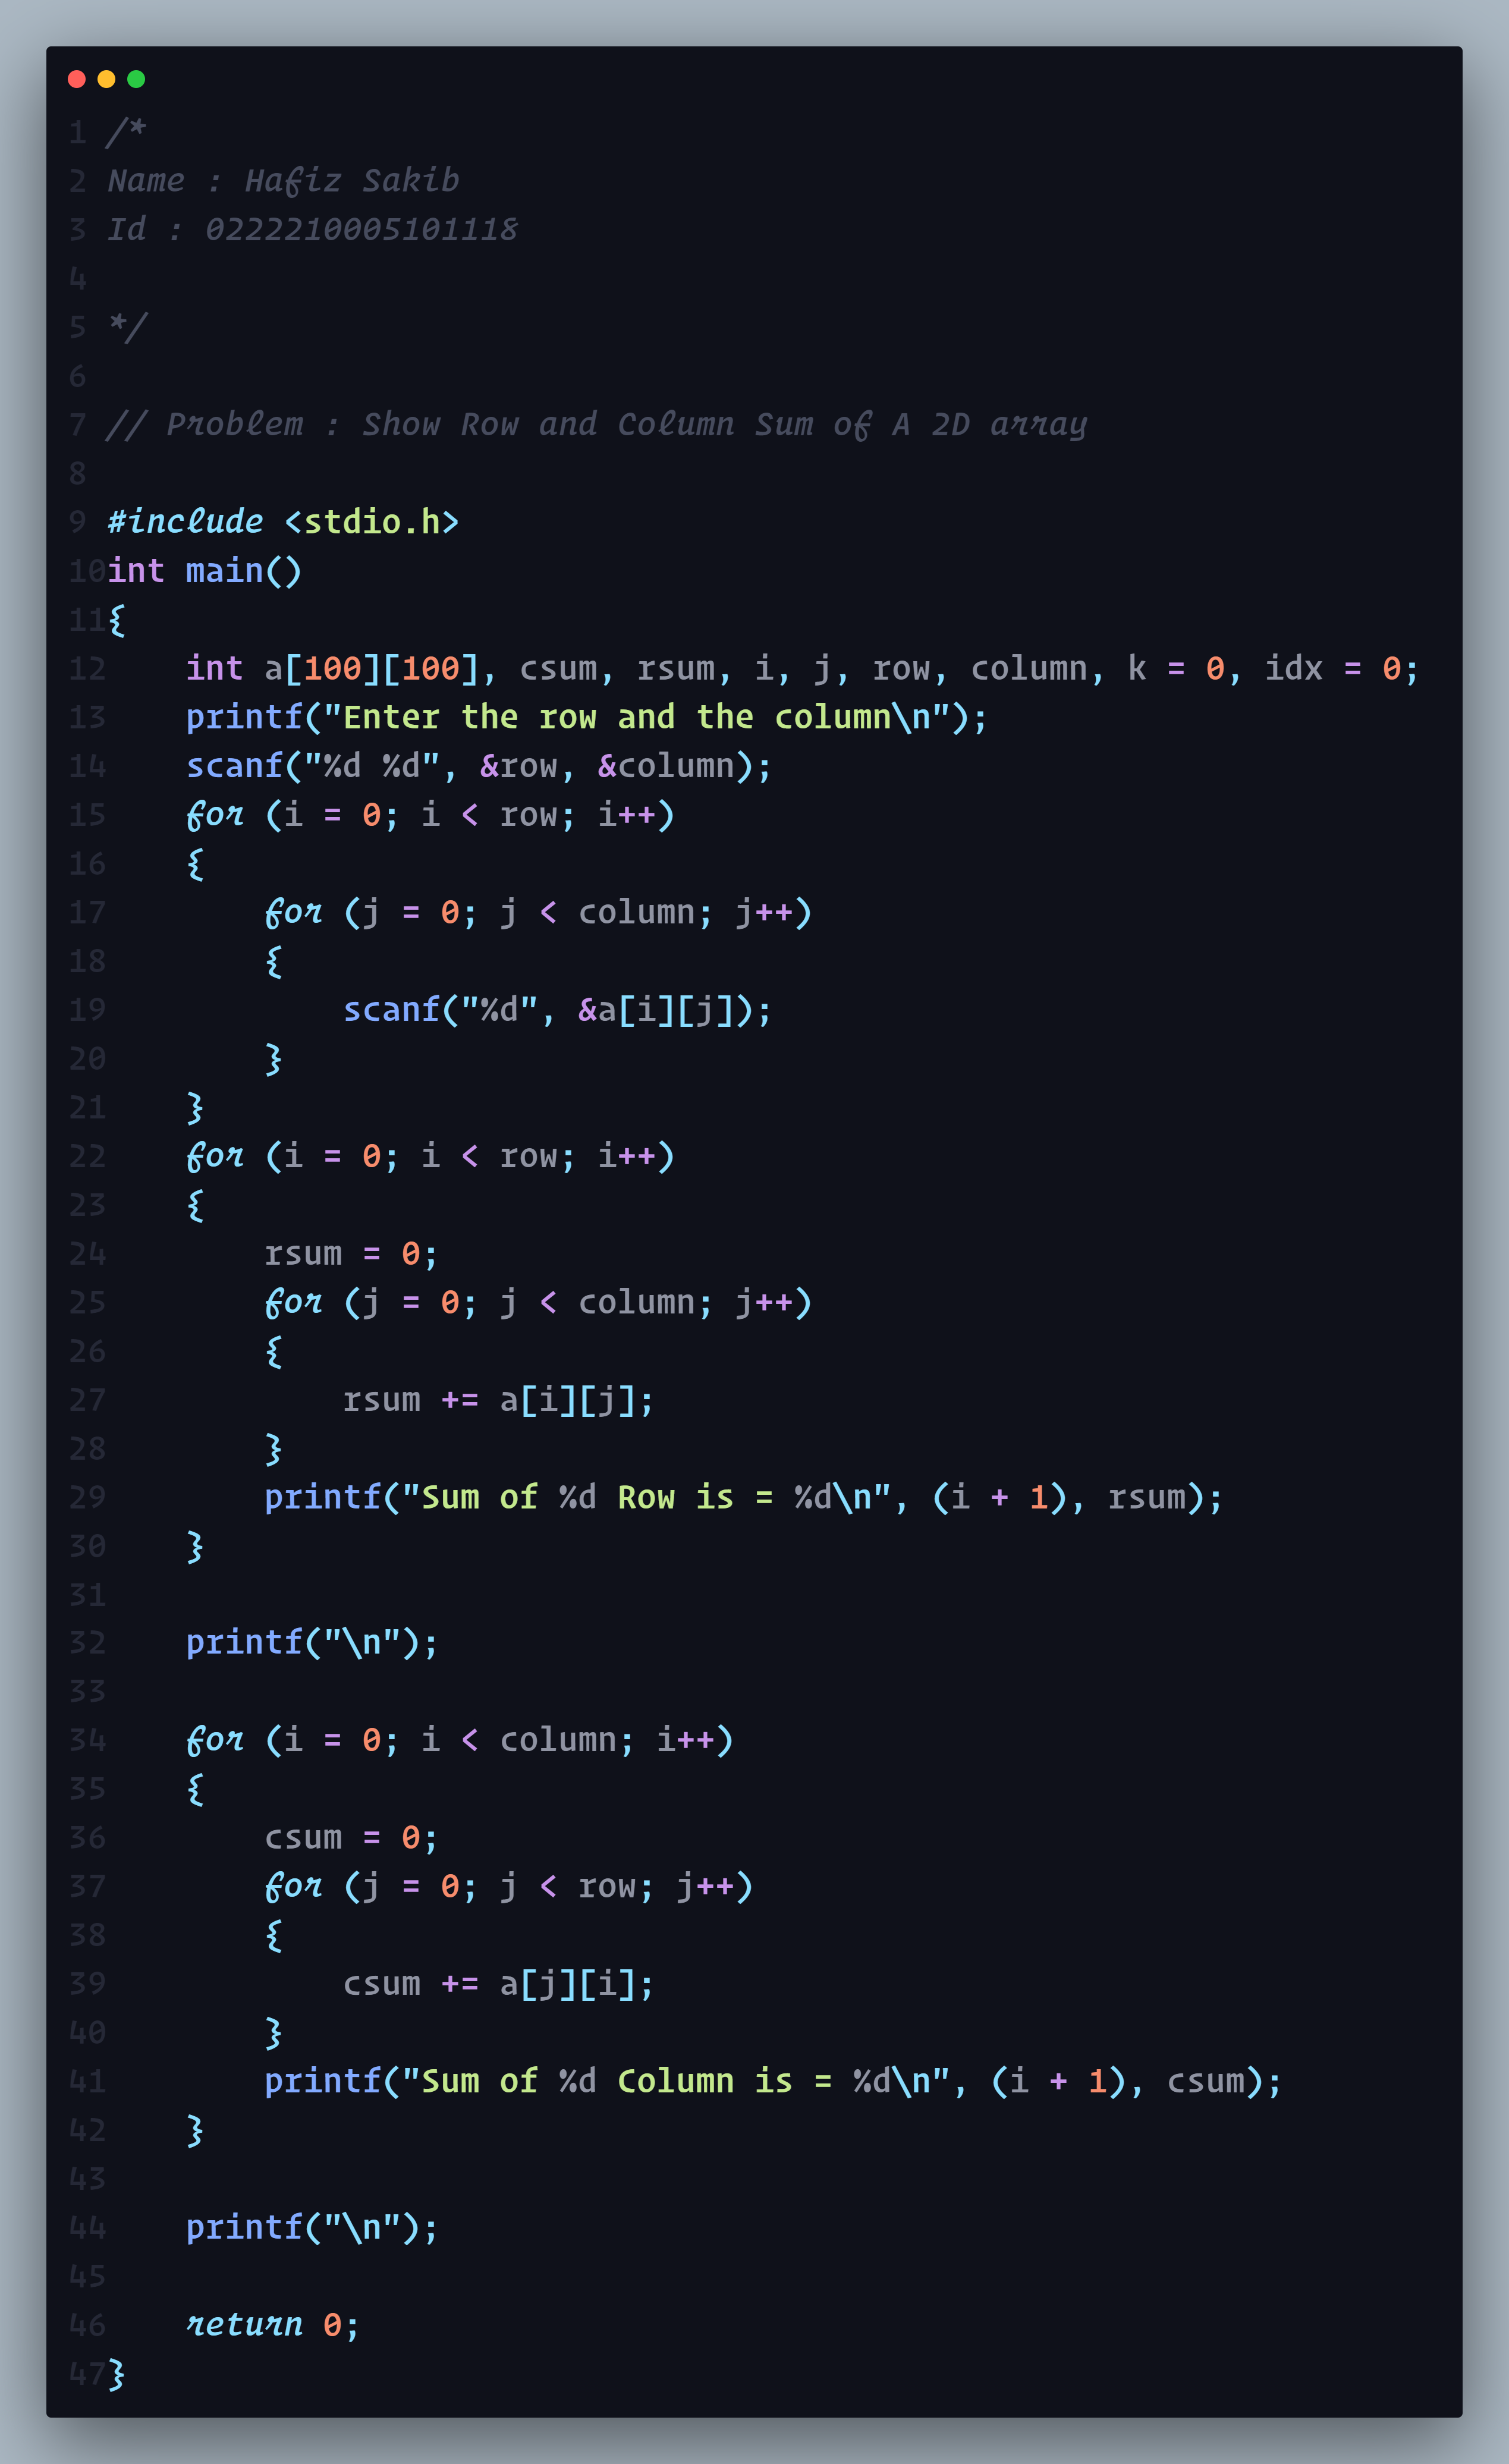 1 /*
2 Name : Hafiz Sakib
3 Id : 0222210005101118
4
5 */
6
7 // Problem : Show Row and Column Sum of A 2D array
8
9 #include <stdio.h>
10 int main()
11 {
12     int a[100][100], csum, rsum, i, j, row, column, k = 0, idx = 0;
13     printf("Enter the row and the column\n");
14     scanf("%d %d", &row, &column);
15     for (i = 0; i < row; i++)
16     {
17         for (j = 0; j < column; j++)
18         {
19             scanf("%d", &a[i][j]);
20         }
21     }
22     for (i = 0; i < row; i++)
23     {
24         rsum = 0;
25         for (j = 0; j < column; j++)
26         {
27             rsum += a[i][j];
28         }
29         printf("Sum of %d Row is = %d\n", (i + 1), rsum);
30     }
31
32     printf("\n");
33
34     for (i = 0; i < column; i++)
35     {
36         csum = 0;
37         for (j = 0; j < row; j++)
38         {
39             csum += a[j][i];
40         }
41         printf("Sum of %d Column is = %d\n", (i + 1), csum);
42     }
43
44     printf("\n");
45
46     return 0;
47 }